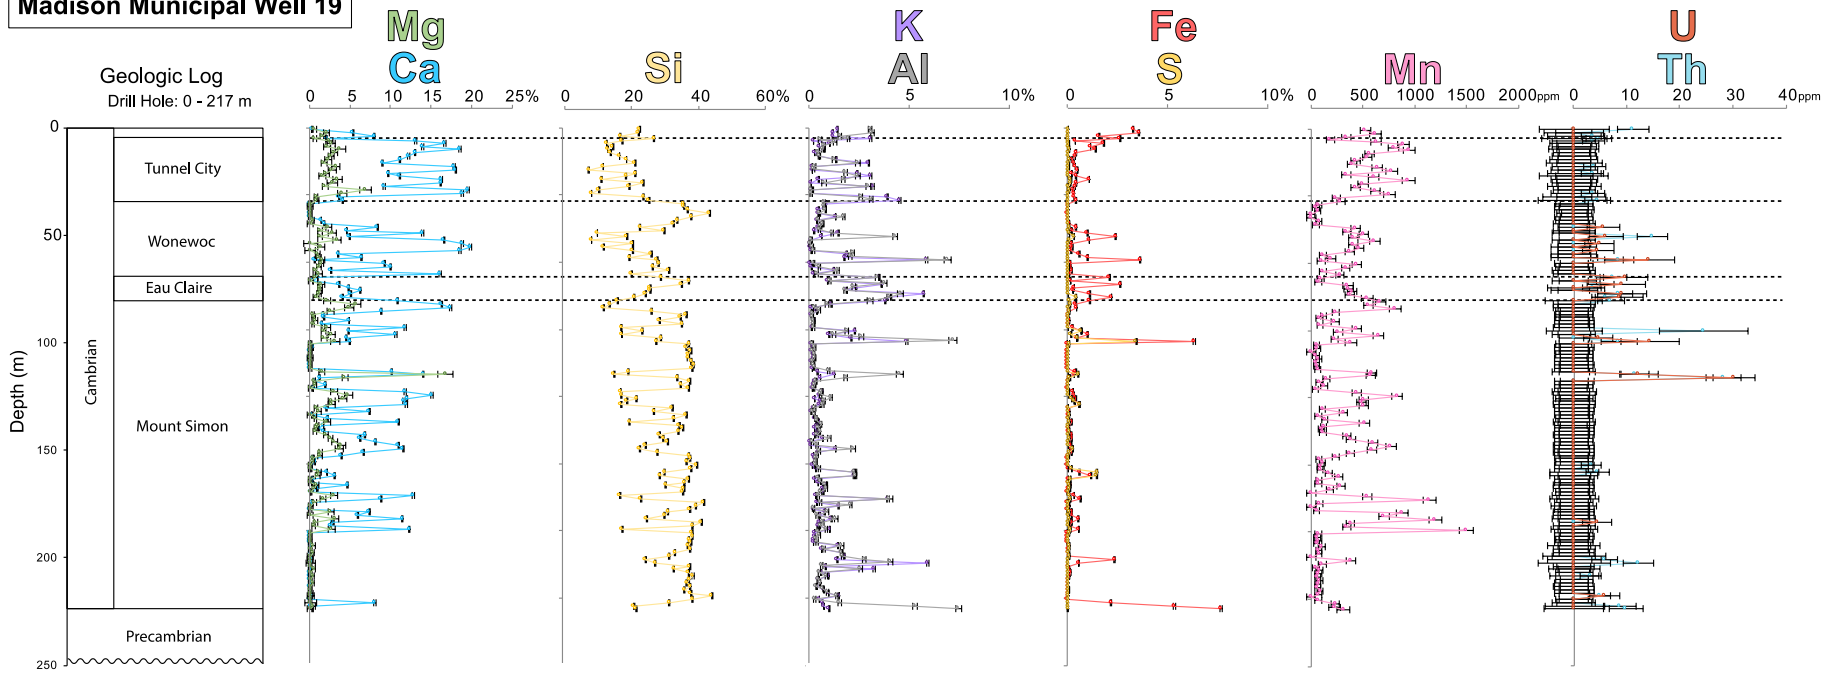 Madison Municipal Well 19
Mg
Ca
Si
K
Al
Fe
S
Mn
U
Th
Geologic Log
Drill Hole: 0 - 217 m
0 5 10 15 20 25%
0 20 40 60%
0 5 10%
0 5 10%
0 500 1000 1500 2000ppm
0 10 20 30 40ppm
0
50
100
150
200
250
Depth (m)
Cambrian
Tunnel City
Wonewoc
Eau Claire
Mount Simon
Precambrian